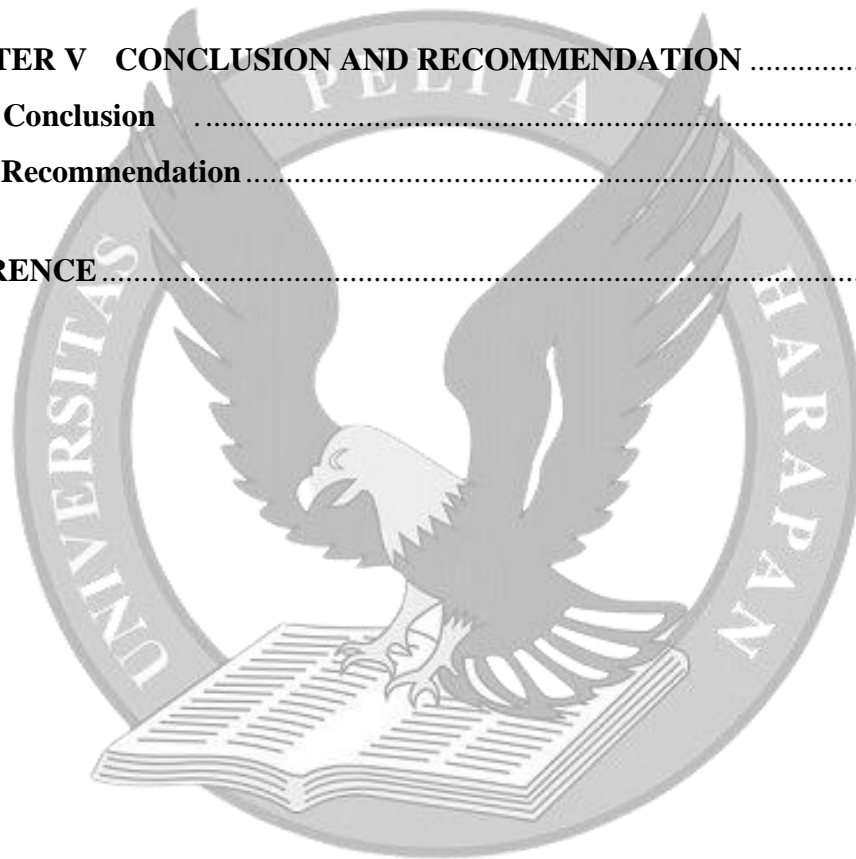 TER V CONCLUSION AND RECOMMENDATION ..............
Conclusion . ..................................................................................
Recommendation .............................................................................
RENCE ...............................................................................................
UNIVERSITAS PELITA HARAPAN